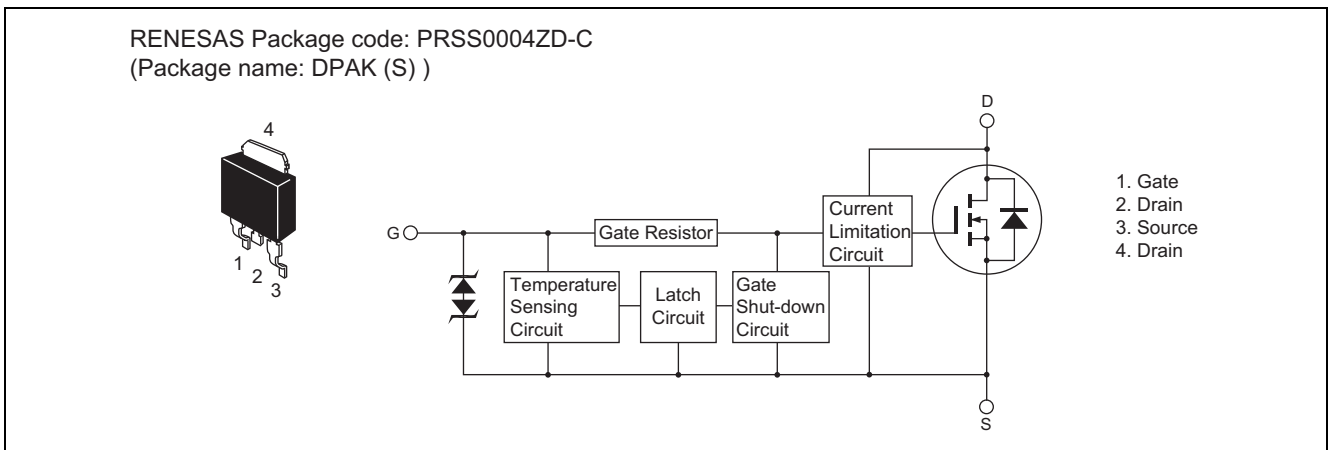 RENESAS Package code: PRSS0004ZD-C
(Package name: DPAK (S) )
4
1
2
3
D
G
Gate Resistor
Current
Limitation
Circuit
Temperature
Sensing
Circuit
Latch
Circuit
Gate
Shut-down
Circuit
S
1. Gate
2. Drain
3. Source
4. Drain